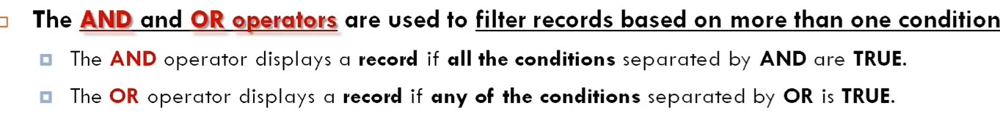 The AND and OR operators are used to filter records based on more than one condition
The AND operator displays a record if all the conditions separated by AND are TRUE.
The OR operator displays a record if any of the conditions separated by OR is TRUE.